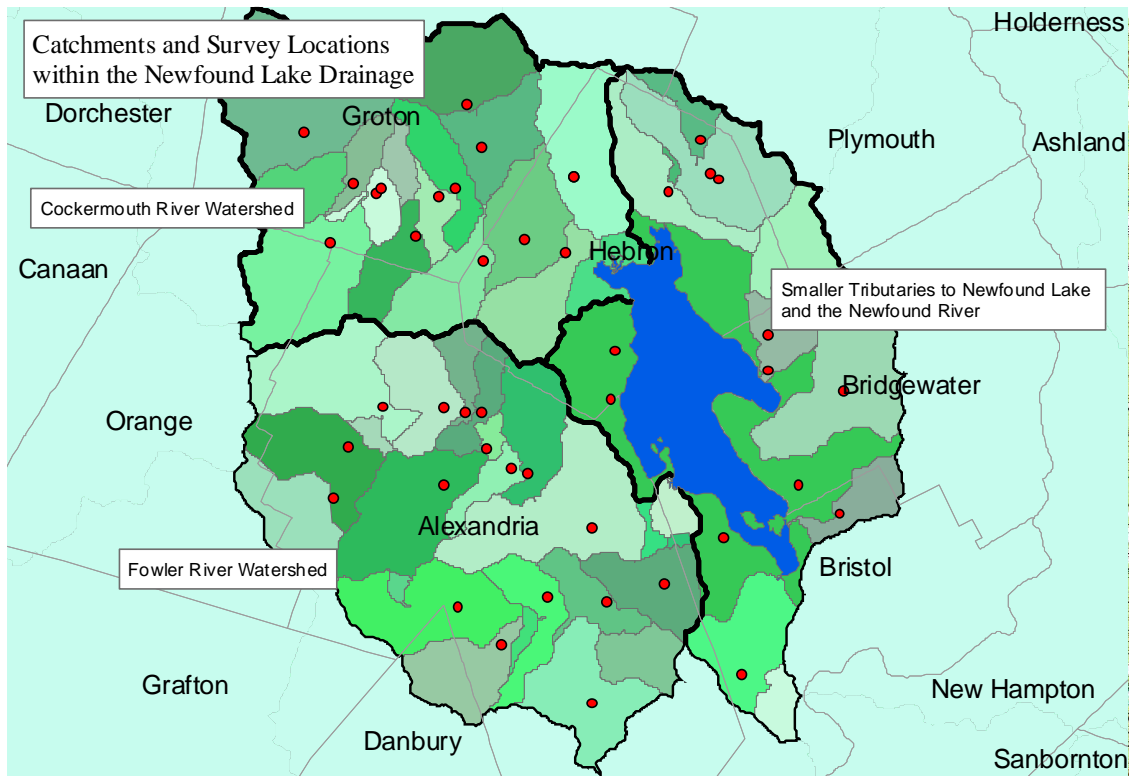 Holderness
Catchments and Survey Locations
within the Newfound Lake Drainage
Dorchester
Groton
Plymouth
Ashland
Cockermouth River Watershed
Hebron
Canaan
Smaller Tributaries to Newfound Lake
and the Newfound River
Bridgewater
Orange
Alexandria
Fowler River Watershed
Bristol
Grafton
New Hampton
Danbury
Sanbornton